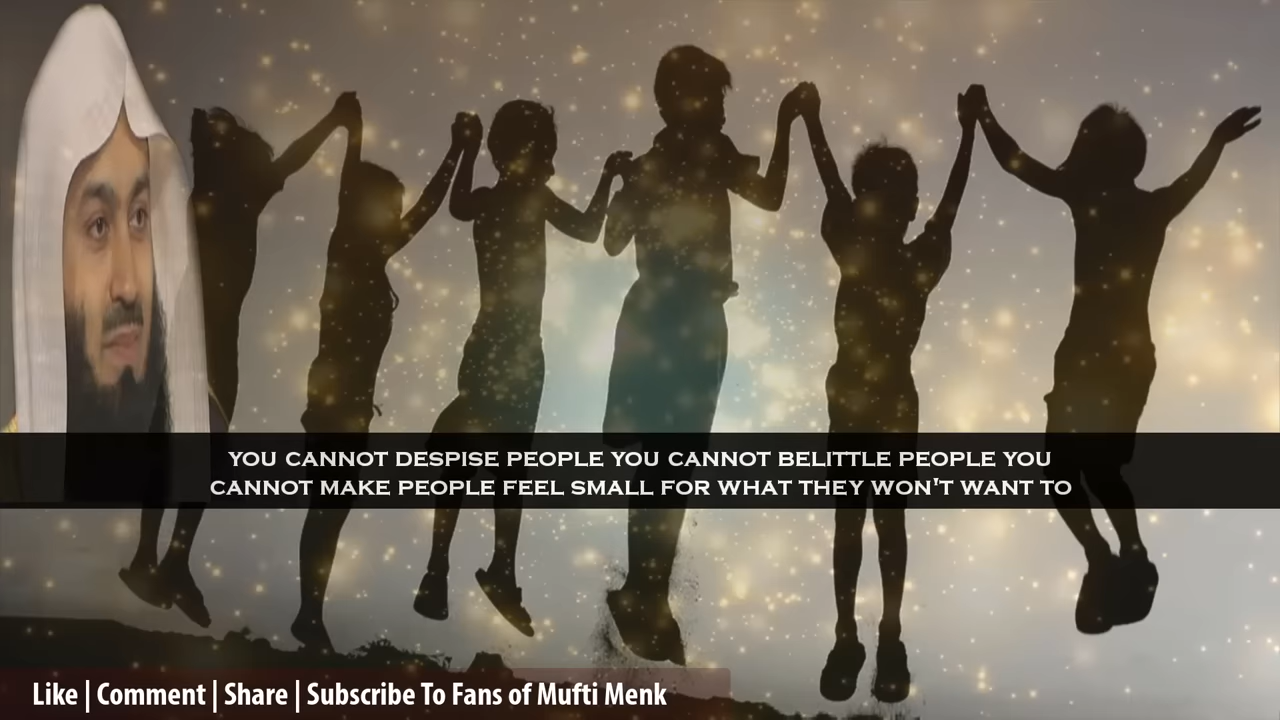 YOU CANNOT DESPISE PEOPLE YOU CANNOT BELITTLE PEOPLE YOU
CANNOT MAKE PEOPLE FEEL SMALL FOR WHAT THEY WON'T WANT TO
Like | Comment | Share | Subscribe To Fans of Mufti Menk